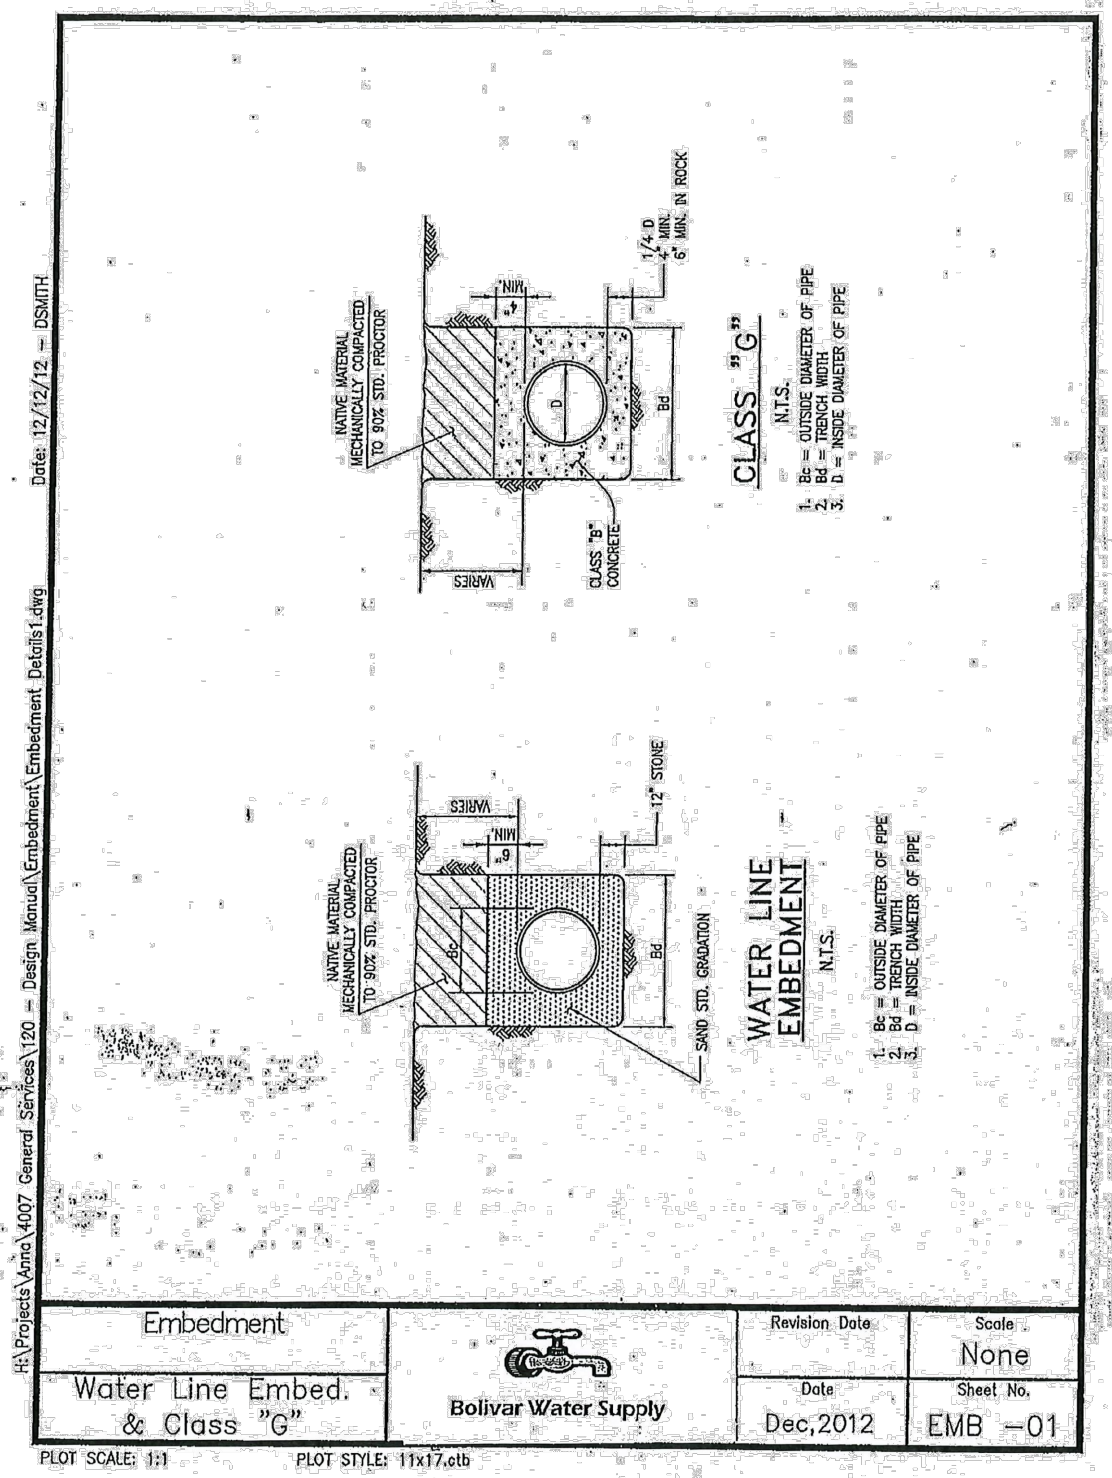 H:\Projects\Anna\4007 General Services\120 - Design Manual\Embedment\Embedment Details1.dwg
Date: 12/12/12 - DSMITH
NATIVE MATERIAL
MECHANICALLY COMPACTED
TO 90% STD. PROCTOR
VARIES
6" MIN.
12" STONE
Bc
Bd
SAND STD. GRADATION
WATER LINE
EMBEDMENT
N.T.S.
1. Bc = OUTSIDE DIAMETER OF PIPE
2. Bd = TRENCH WIDTH
3. D = INSIDE DIAMETER OF PIPE
NATIVE MATERIAL
MECHANICALLY COMPACTED
TO 90% STD. PROCTOR
VARIES
4" MIN.
1/4 D
4" MIN.
6" MIN. IN ROCK
D
Bd
CLASS "B"
CONCRETE
CLASS "G"
N.T.S.
1. Bc = OUTSIDE DIAMETER OF PIPE
2. Bd = TRENCH WIDTH
3. D = INSIDE DIAMETER OF PIPE
Embedment
Water Line Embed.
& Class "G"
Bolivar Water Supply
Revision Date
Date
Dec,2012
Scale
None
Sheet No.
EMB -01
PLOT SCALE: 1:1
PLOT STYLE: 11x17.ctb